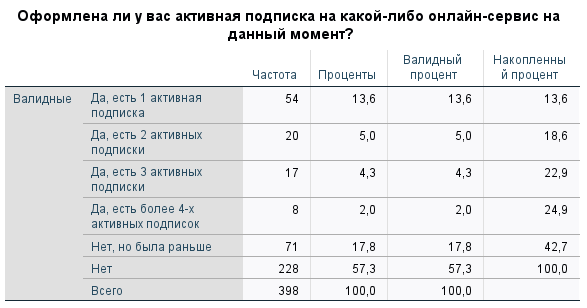 Оформлена ли у вас активная подписка на какой-либо онлайн-сервис на
данный момент?
Частота Проценты Валидный процент Накопленны й процент
Валидные Да, есть 1 активная подписка 54 13,6 13,6 13,6
Да, есть 2 активных подписки 20 5,0 5,0 18,6
Да, есть 3 активных подписки 17 4,3 4,3 22,9
Да, есть более 4-х активных подписок 8 2,0 2,0 24,9
Нет, но была раньше 71 17,8 17,8 42,7
Нет 228 57,3 57,3 100,0
Всего 398 100,0 100,0